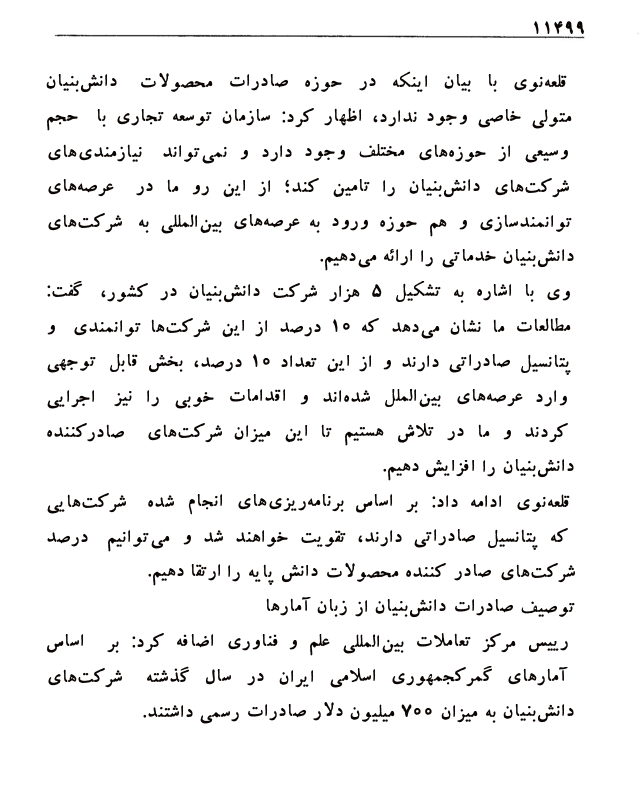 ۱۱۴۹۹
قلعه‌نوی با بیان اینکه در حوزه صادرات محصولات دانش‌بنیان
متولی خاصی وجود ندارد، اظهار کرد: سازمان توسعه تجاری با حجم
وسیعی از حوزه‌های مختلف وجود دارد و نمی‌تواند نیازمندی‌های
شرکت‌های دانش‌بنیان را تامین کند؛ از این رو ما در عرصه‌های
توانمندسازی و هم حوزه ورود به عرصه‌های بین‌المللی به شرکت‌های
دانش‌بنیان خدماتی را ارائه می‌دهیم.
وی با اشاره به تشکیل ۵ هزار شرکت دانش‌بنیان در کشور، گفت:
مطالعات ما نشان می‌دهد که ۱۰ درصد از این شرکت‌ها توانمندی و
پتانسیل صادراتی دارند و از این تعداد ۱۰ درصد، بخش قابل توجهی
وارد عرصه‌های بین‌الملل شده‌اند و اقدامات خوبی را نیز اجرایی
کردند و ما در تلاش هستیم تا این میزان شرکت‌های صادرکننده
دانش‌بنیان را افزایش دهیم.
قلعه‌نوی ادامه داد: بر اساس برنامه‌ریزی‌های انجام شده شرکت‌هایی
که پتانسیل صادراتی دارند، تقویت خواهند شد و می‌توانیم درصد
شرکت‌های صادر کننده محصولات دانش پایه را ارتقا دهیم.
توصیف صادرات دانش‌بنیان از زبان آمارها
رییس مرکز تعاملات بین‌المللی علم و فناوری اضافه کرد: بر اساس
آمارهای گمرکجمهوری اسلامی ایران در سال گذشته شرکت‌های
دانش‌بنیان به میزان ۷۰۰ میلیون دلار صادرات رسمی داشتند.